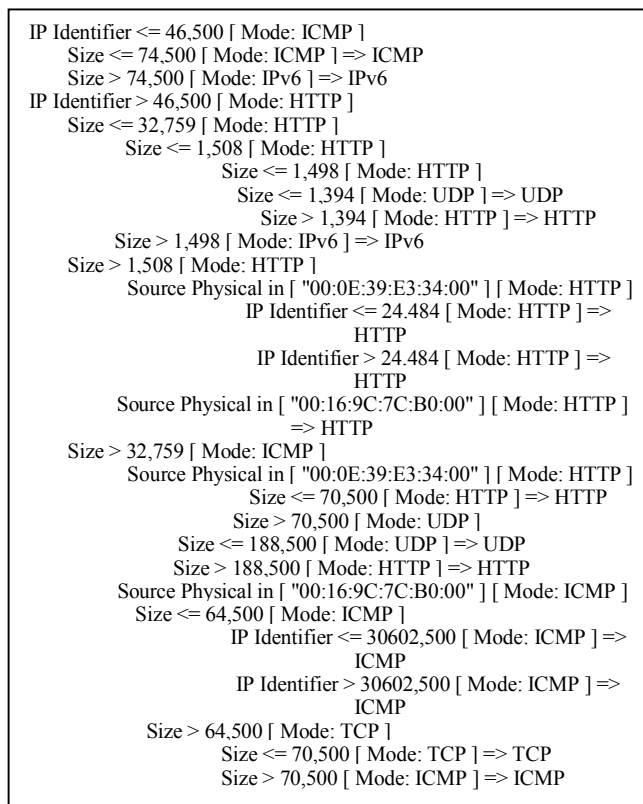 IP Identifier <= 46,500 [ Mode: ICMP ]
Size <= 74,500 [ Mode: ICMP ] => ICMP
Size > 74,500 [ Mode: IPv6 ] => IPv6
IP Identifier > 46,500 [ Mode: HTTP ]
Size <= 32,759 [ Mode: HTTP ]
Size <= 1,508 [ Mode: HTTP ]
Size <= 1,498 [ Mode: HTTP ]
Size <= 1,394 [ Mode: UDP ] => UDP
Size > 1,394 [ Mode: HTTP ] => HTTP
Size > 1,498 [ Mode: IPv6 ] => IPv6
Size > 1,508 [ Mode: HTTP ]
Source Physical in [ "00:0E:39:E3:34:00" ] [ Mode: HTTP ]
IP Identifier <= 24.484 [ Mode: HTTP ] =>
HTTP
IP Identifier > 24.484 [ Mode: HTTP ] =>
HTTP
Source Physical in [ "00:16:9C:7C:B0:00" ] [ Mode: HTTP ]
=> HTTP
Size > 32,759 [ Mode: ICMP ]
Source Physical in [ "00:0E:39:E3:34:00" ] [ Mode: HTTP ]
Size <= 70,500 [ Mode: HTTP ] => HTTP
Size > 70,500 [ Mode: UDP ]
Size <= 188,500 [ Mode: UDP ] => UDP
Size > 188,500 [ Mode: HTTP ] => HTTP
Source Physical in [ "00:16:9C:7C:B0:00" ] [ Mode: ICMP ]
Size <= 64,500 [ Mode: ICMP ]
IP Identifier <= 30602,500 [ Mode: ICMP ] =>
ICMP
IP Identifier > 30602,500 [ Mode: ICMP ] =>
ICMP
Size > 64,500 [ Mode: TCP ]
Size <= 70,500 [ Mode: TCP ] => TCP
Size > 70,500 [ Mode: ICMP ] => ICMP